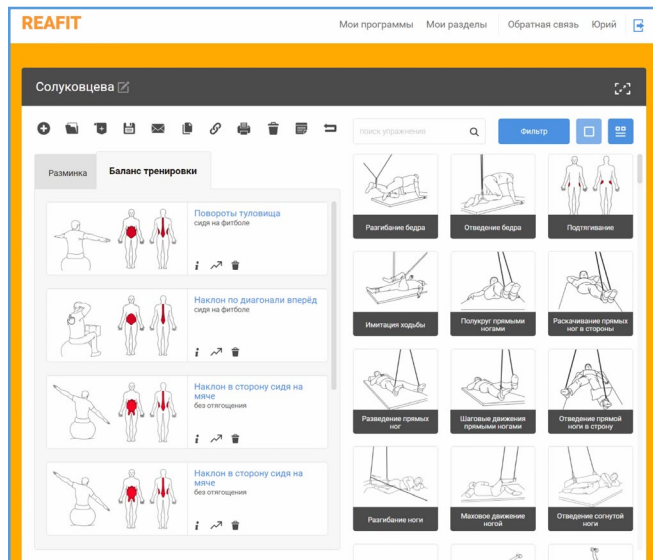 REAFIT
Мои программы Мои разделы Обратная связь Юрий
Солуковцева
поиск упражнения
Фильтр
Разминка
Баланс тренировки
Повороты туловища
сидя на фитболе
Наклон по диагонали вперёд
сидя на фитболе
Наклон в сторону сидя на
мяче
без отягощения
Наклон в сторону сидя на
мяче
без отягощения
Разгибание бедра
Отведение бедра
Подтягивание
Имитация ходьбы
Полукруг прямыми
ногами
Раскачивание прямых
ног в стороны
Разведение прямых
ног
Шаговые движения
прямыми ногами
Отведение прямой
ноги в строну
Разгибание ноги
Маховое движение
ногой
Отведение согнутой
ноги